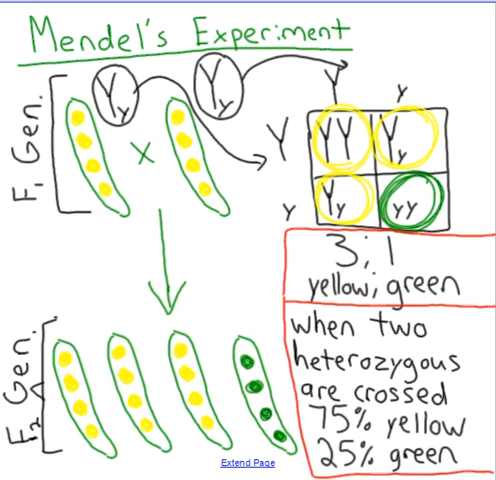 Mendel's Experiment
F1 Gen.
Yy
Yy
X
Y
y
Y
YY
Yy
y
Yy
yy
3:1
yellow; green
F2 Gen.
when two
heterozygous
are crossed
75% yellow
25% green
Extend Page